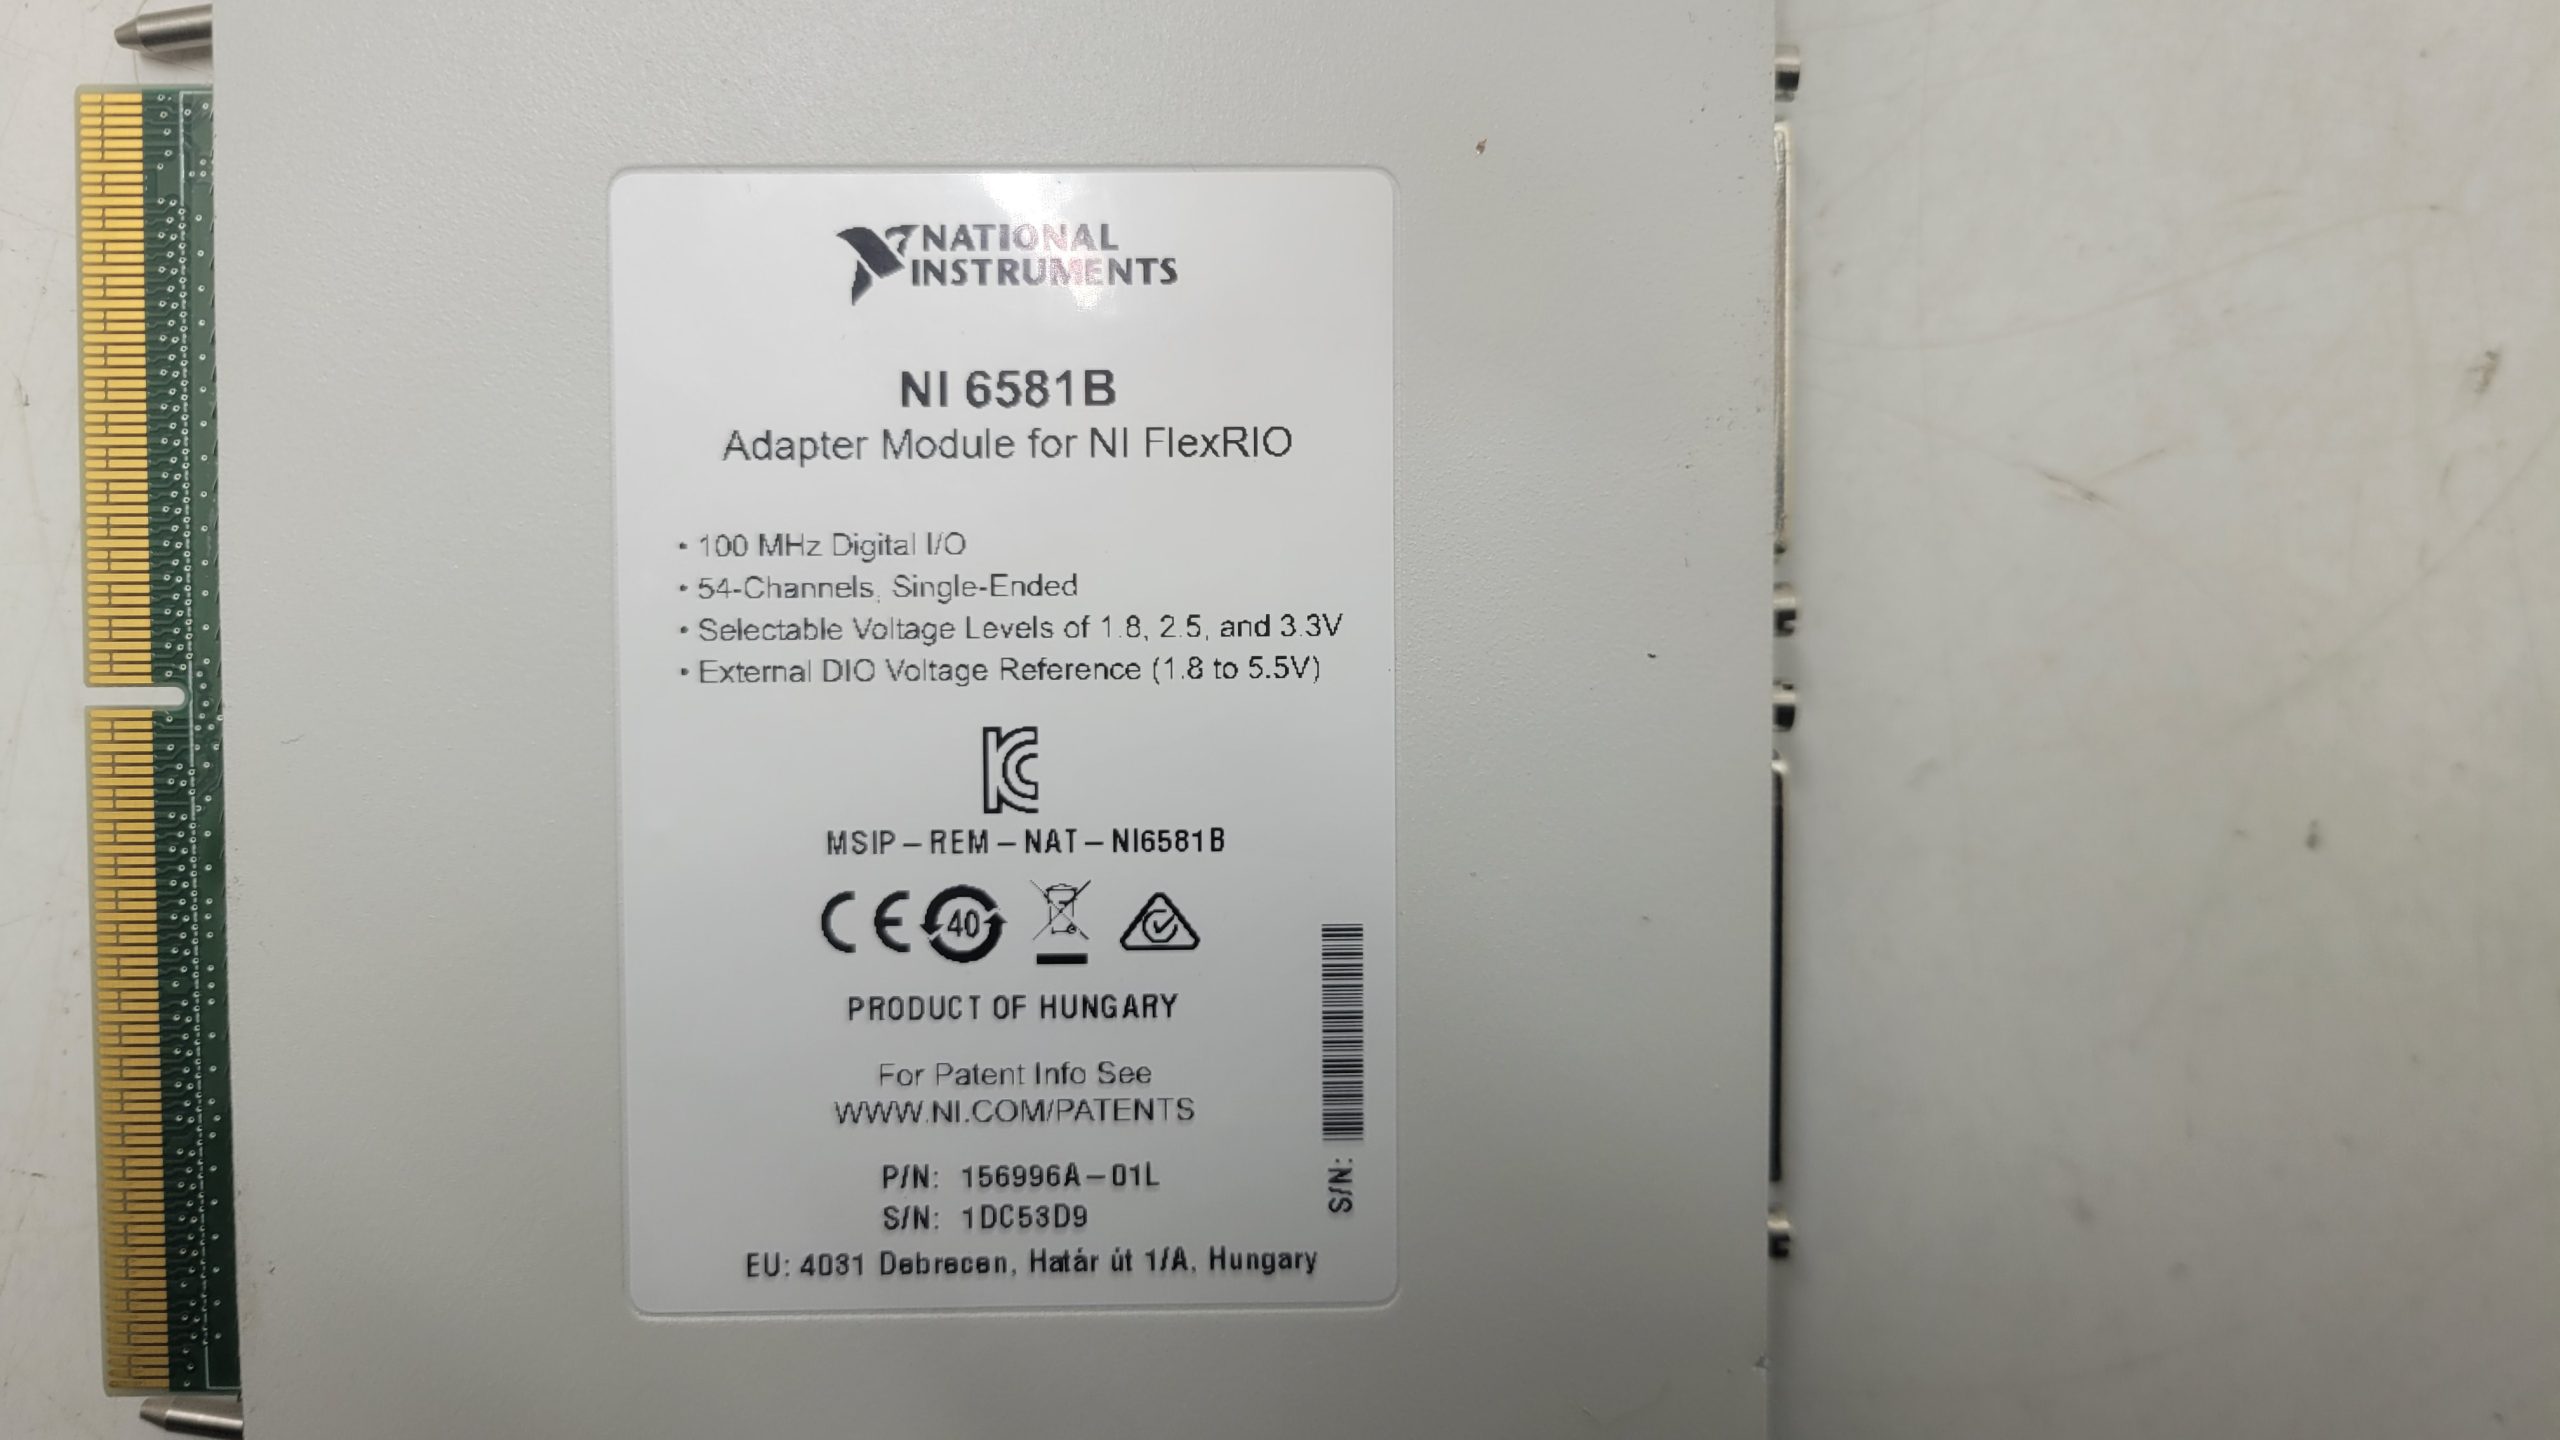 NATIONAL
INSTRUMENTS
NI 6581B
Adapter Module for NI FlexRIO
• 100 MHz Digital I/O
• 54-Channels, Single-Ended
• Selectable Voltage Levels of 1.8, 2.5, and 3.3V
• External DIO Voltage Reference (1.8 to 5.5V)
MSIP-REM-NAT-NI6581B
CE 40
PRODUCT OF HUNGARY
For Patent Info See
WWW.NI.COM/PATENTS
P/N: 156996A-01L
S/N: 1DC53D9
EU: 4031 Debrecen, Határ út 1/A, Hungary
S/N: